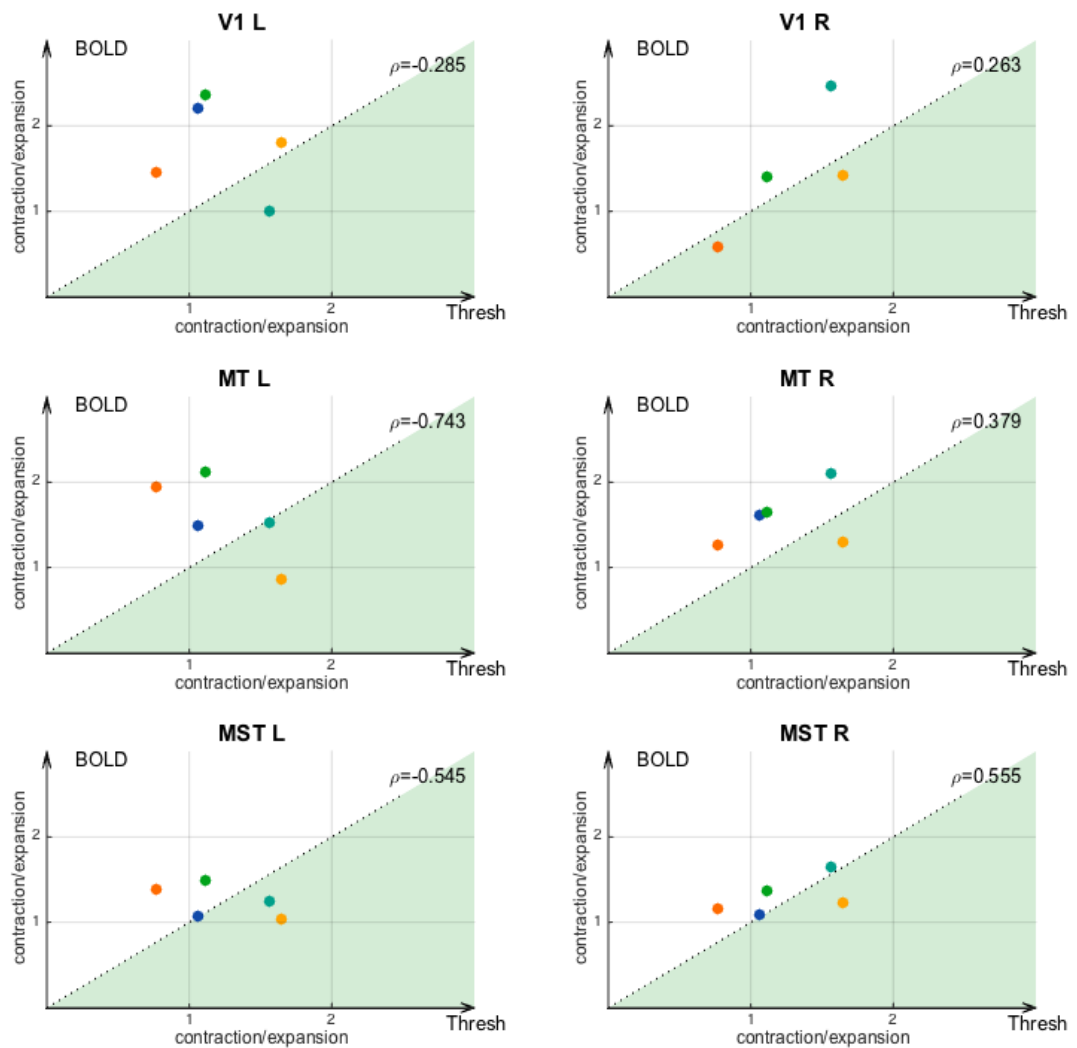 V1 L
BOLD
ρ=-0.285
contraction/expansion
2
1
1
2
Thresh
contraction/expansion
V1 R
BOLD
ρ=0.263
contraction/expansion
2
1
1
2
Thresh
contraction/expansion
MT L
BOLD
ρ=-0.743
contraction/expansion
2
1
1
2
Thresh
contraction/expansion
MT R
BOLD
ρ=0.379
contraction/expansion
2
1
1
2
Thresh
contraction/expansion
MST L
BOLD
ρ=-0.545
contraction/expansion
2
1
1
2
Thresh
contraction/expansion
MST R
BOLD
ρ=0.555
contraction/expansion
2
1
1
2
Thresh
contraction/expansion